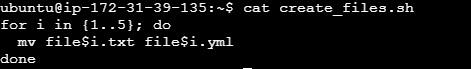 ubuntu@ip-172-31-39-135:~$ cat create_files.sh
for i in {1..5}; do
  mv file$i.txt file$i.yml
done